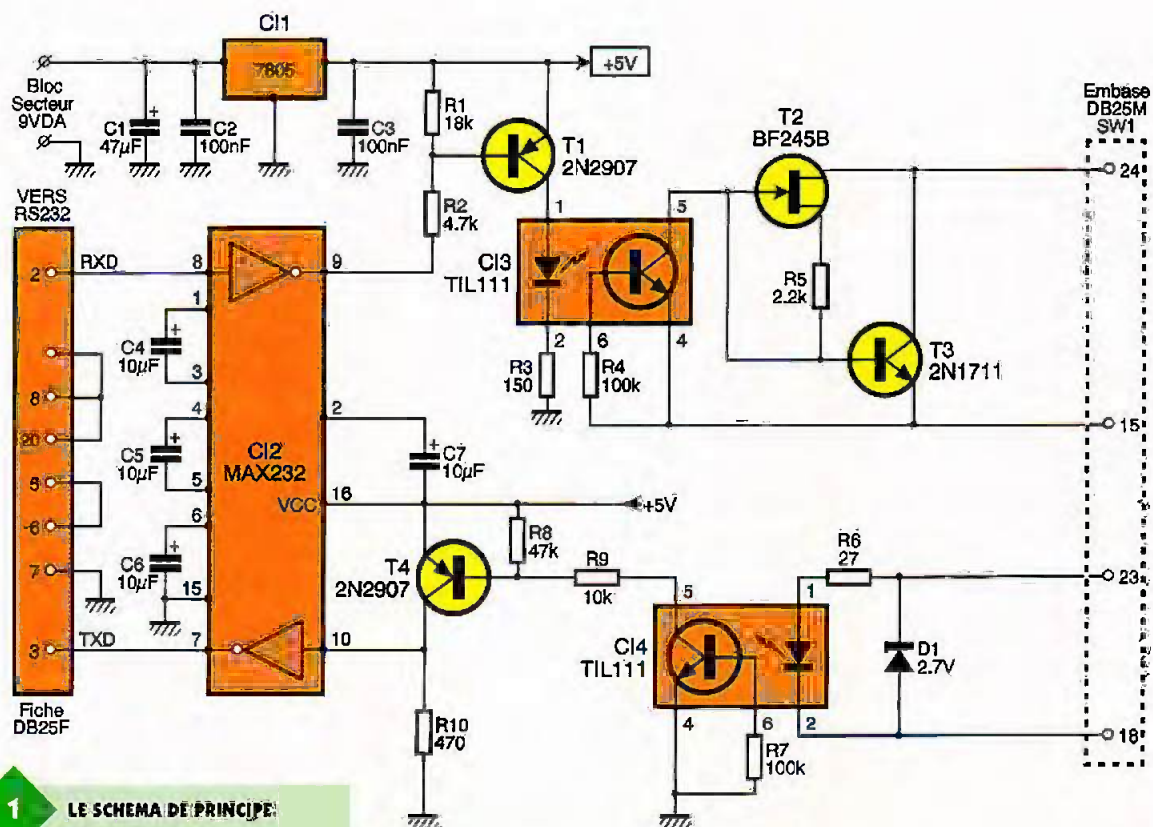 CI1
7805
+5V
Bloc
Secteur
9VDA
C1
47µF
+
C2
100nF
C3
100nF
R1
18k
T1
2N2907
R2
4.7k
T2
BF245B
Embase
DB25M
SW1
24
VERS
RS232
2
RXD
8
9
1
5
CI3
TIL111
R5
2.2k
1
+
C4
10µF
3
2
6
4
R3
150
R4
100k
T3
2N1711
8
4
2
15
20
+
C5
10µF
5
CI2
MAX232
+
C7
10µF
5
VCC
16
+5V
6
6
+
C6
10µF
R8
47k
R6
27
T4
2N2907
R9
10k
23
7
15
5
1
3
TXD
7
10
CI4
TIL111
D1
2.7V
Fiche
DB25F
4
6
2
18
R10
470
R7
100k
1
LE SCHEMA DE PRINCIPE